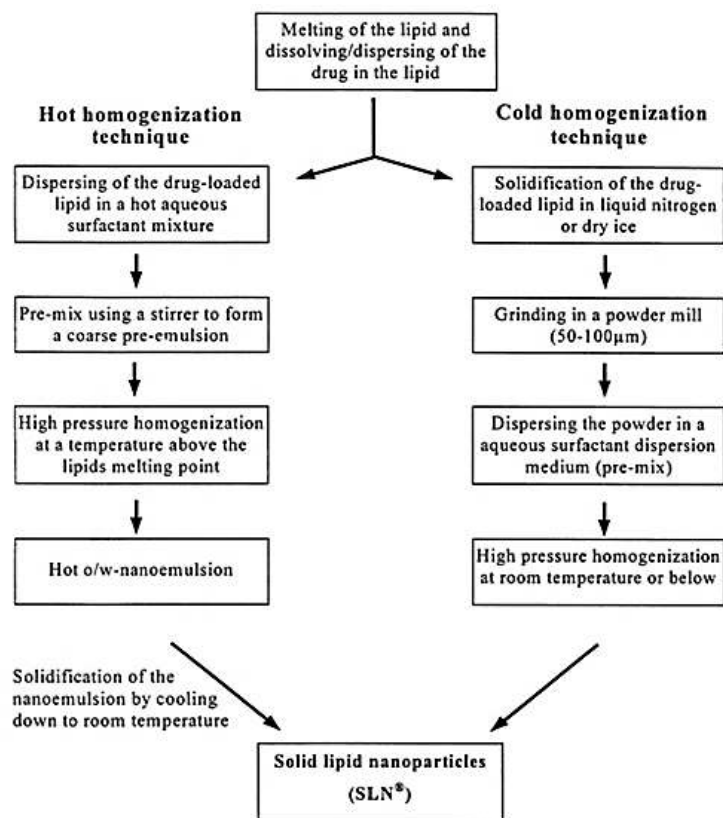 Melting of the lipid and
dissolving/dispersing of the
drug in the lipid
Hot homogenization
technique
Cold homogenization
technique
Dispersing of the drug-loaded
lipid in a hot aqueous
surfactant mixture
Solidification of the drug-
loaded lipid in liquid nitrogen
or dry ice
Pre-mix using a stirrer to form
a coarse pre-emulsion
Grinding in a powder mill
(50-100µm)
High pressure homogenization
at a temperature above the
lipids melting point
Dispersing the powder in a
aqueous surfactant dispersion
medium (pre-mix)
Hot o/w-nanoemulsion
High pressure homogenization
at room temperature or below
Solidification of the
nanoemulsion by cooling
down to room temperature
Solid lipid nanoparticles
(SLN®)